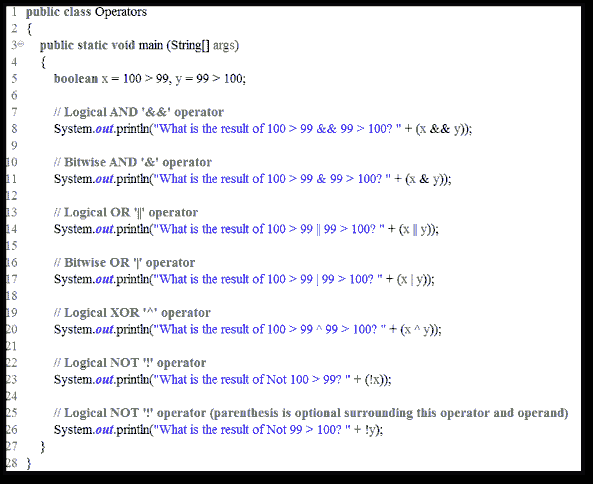 1 public class Operators
2 {
3 public static void main (String[] args)
4 {
5 boolean x = 100 > 99, y = 99 > 100;
6
7 // Logical AND '&&' operator
8 System.out.println("What is the result of 100 > 99 && 99 > 100? " + (x && y));
9
10 // Bitwise AND '&' operator
11 System.out.println("What is the result of 100 > 99 & 99 > 100? " + (x & y));
12
13 // Logical OR '||' operator
14 System.out.println("What is the result of 100 > 99 || 99 > 100? " + (x || y));
15
16 // Bitwise OR '|' operator
17 System.out.println("What is the result of 100 > 99 | 99 > 100? " + (x | y));
18
19 // Logical XOR '^' operator
20 System.out.println("What is the result of 100 > 99 ^ 99 > 100? " + (x ^ y));
21
22 // Logical NOT '!' operator
23 System.out.println("What is the result of Not 100 > 99? " + (!x));
24
25 // Logical NOT '!' operator (parenthesis is optional surrounding this operator and operand)
26 System.out.println("What is the result of Not 99 > 100? " + !y);
27 }
28 }